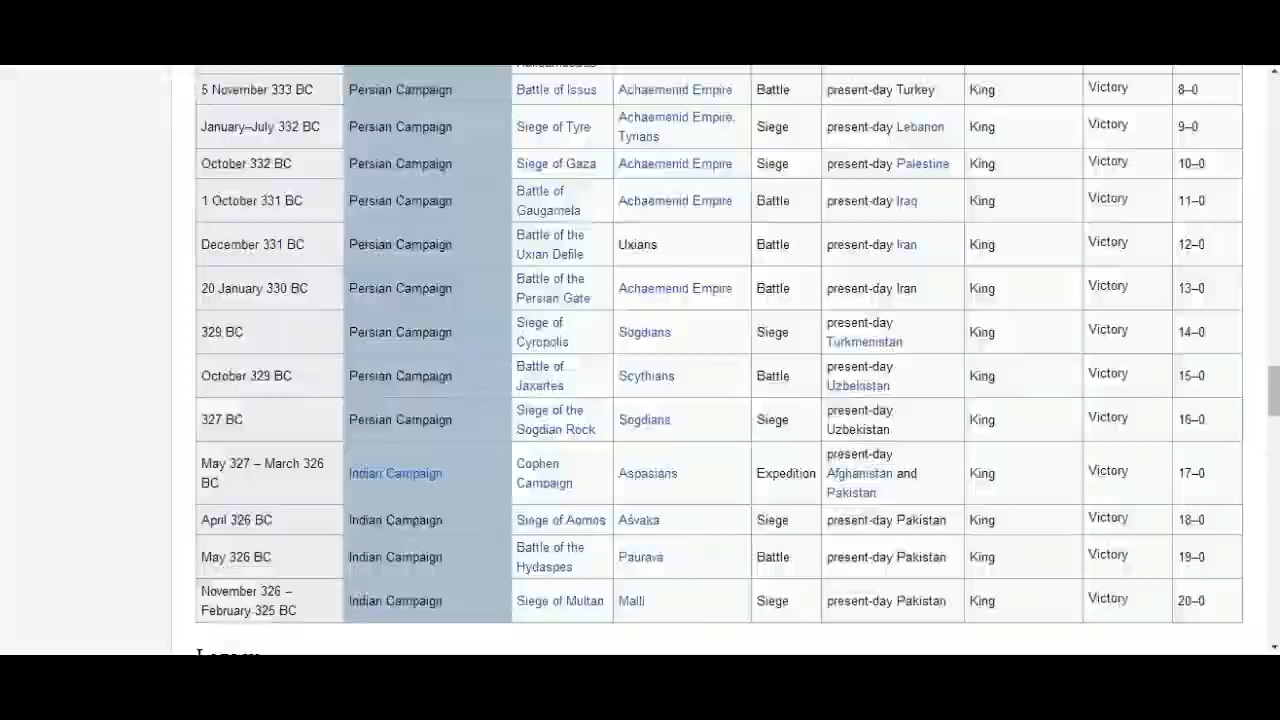 5 November 333 BC Persian Campaign Battle of Issus Achaemenid Empire Battle present-day Turkey King Victory 8–0
January–July 332 BC Persian Campaign Siege of Tyre Achaemenid Empire, Tyrians Siege present-day Lebanon King Victory 9–0
October 332 BC Persian Campaign Siege of Gaza Achaemenid Empire Siege present-day Palestine King Victory 10–0
1 October 331 BC Persian Campaign Battle of Gaugamela Achaemenid Empire Battle present-day Iraq King Victory 11–0
December 331 BC Persian Campaign Battle of the Uxian Defile Uxians Battle present-day Iran King Victory 12–0
20 January 330 BC Persian Campaign Battle of the Persian Gate Achaemenid Empire Battle present-day Iran King Victory 13–0
329 BC Persian Campaign Siege of Cyropolis Sogdians Siege present-day Turkmenistan King Victory 14–0
October 329 BC Persian Campaign Battle of Jaxartes Scythians Battle present-day Uzbekistan King Victory 15–0
327 BC Persian Campaign Siege of the Sogdian Rock Sogdians Siege present-day Uzbekistan King Victory 16–0
May 327 – March 326 BC Indian Campaign Cophen Campaign Aspasians Expedition present-day Afghanistan and Pakistan King Victory 17–0
April 326 BC Indian Campaign Siege of Aornos Aśvaka Siege present-day Pakistan King Victory 18–0
May 326 BC Indian Campaign Battle of the Hydaspes Paurava Battle present-day Pakistan King Victory 19–0
November 326 – February 325 BC Indian Campaign Siege of Multan Malli Siege present-day Pakistan King Victory 20–0